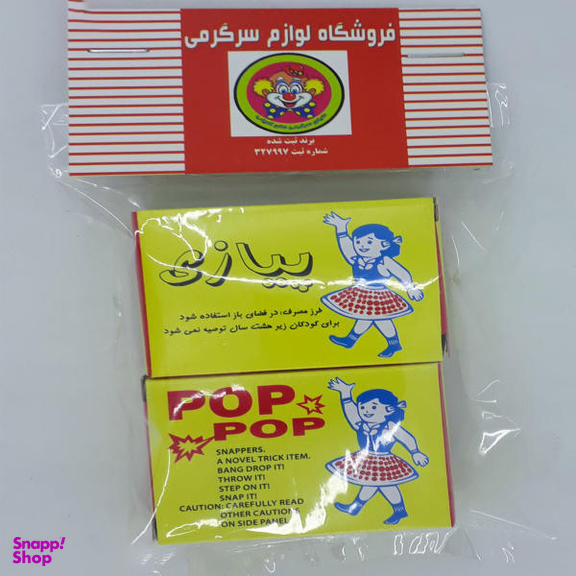 فروشگاه لوازم سرگرمی
برند ثبت شده
شماره ثبت ۳۲۷۹۹۷
پیازی
طرز مصرف: در فضای باز استفاده شود
برای کودکان زیر هشت سال توصیه نمی شود
POP
POP
SNAPPERS.
A NOVEL TRICK ITEM.
BANG DROP IT!
THROW IT!
STEP ON IT!
SNAP IT!
CAUTION: CAREFULLY READ
OTHER CAUTIONS
ON SIDE PANEL
Snapp!
Shop